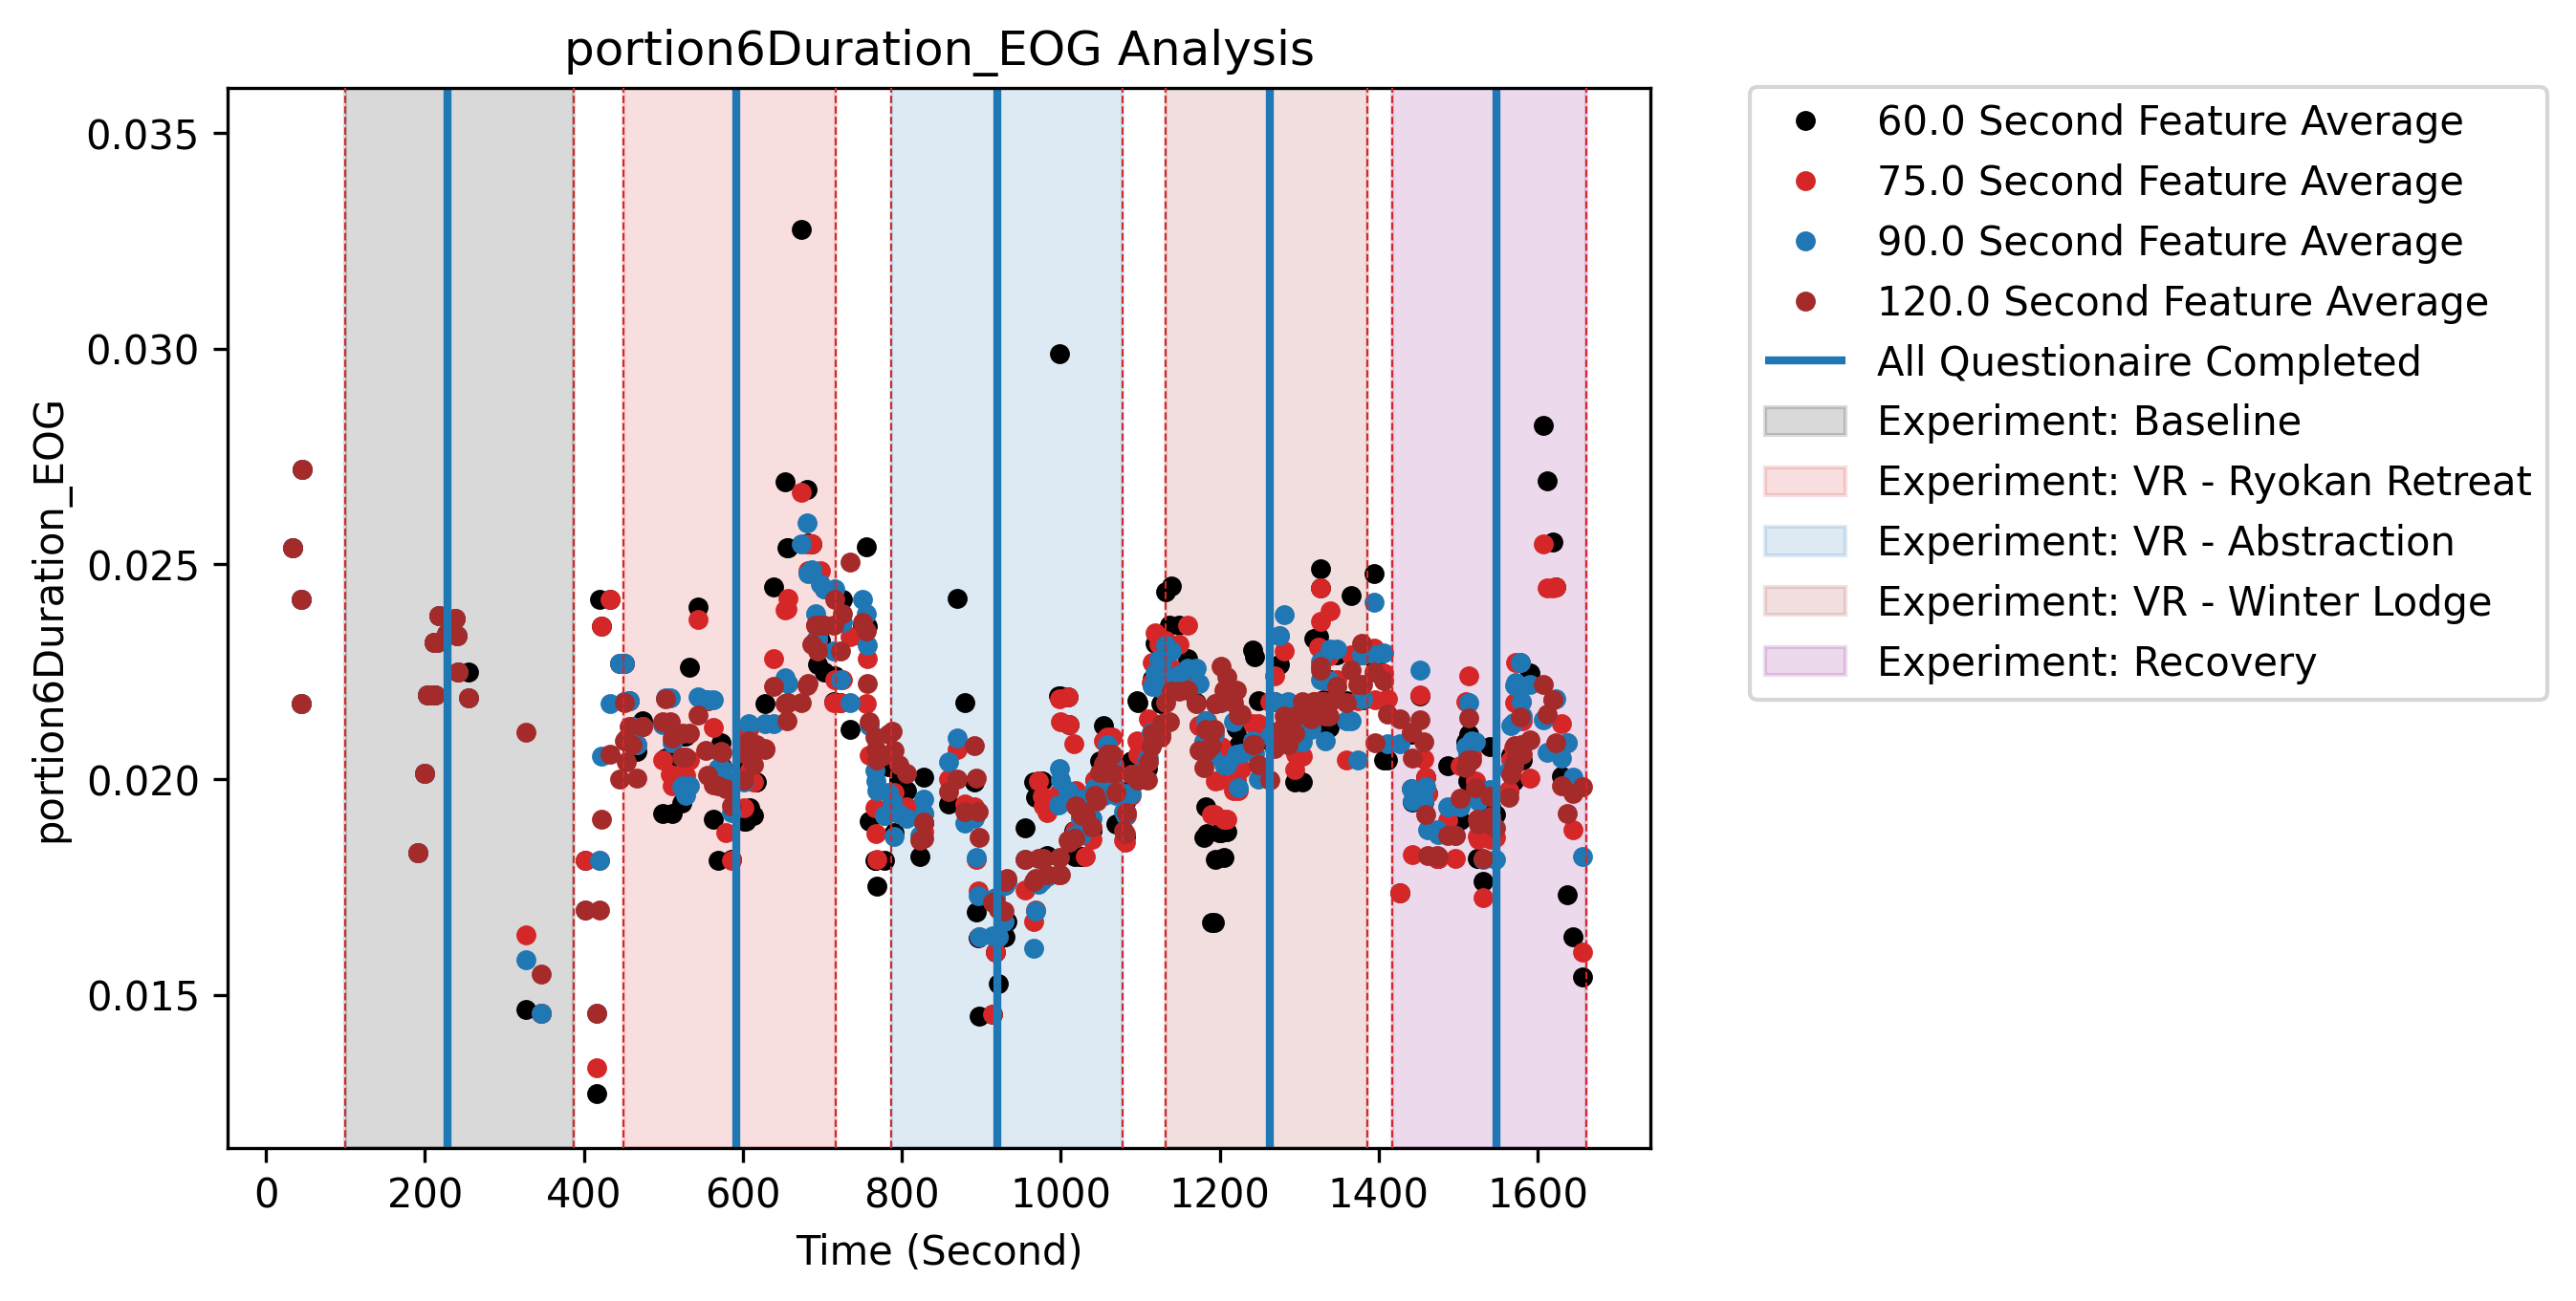 portion6Duration_EOG Analysis
portion6Duration_EOG
0.035
0.030
0.025
0.020
0.015
0
200
400
600
800
1000
1200
1400
1600
Time (Second)
60.0 Second Feature Average
75.0 Second Feature Average
90.0 Second Feature Average
120.0 Second Feature Average
All Questionaire Completed
Experiment: Baseline
Experiment: VR - Ryokan Retreat
Experiment: VR - Abstraction
Experiment: VR - Winter Lodge
Experiment: Recovery